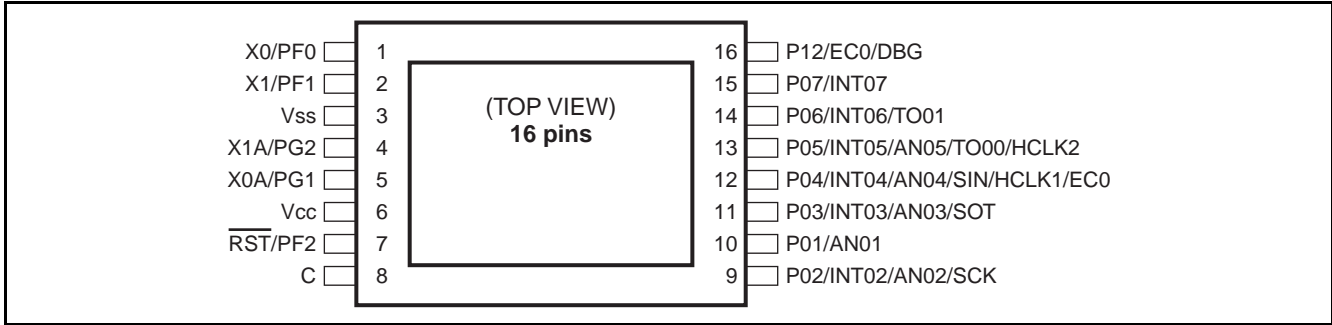 X0/PF0 1 16 P12/EC0/DBG
X1/PF1 2 15 P07/INT07
(TOP VIEW)
Vss 3 14 P06/INT06/TO01
16 pins
X1A/PG2 4 13 P05/INT05/AN05/TO00/HCLK2
X0A/PG1 5 12 P04/INT04/AN04/SIN/HCLK1/EC0
Vcc 6 11 P03/INT03/AN03/SOT
R̅S̅T̅/PF2 7 10 P01/AN01
C 8 9 P02/INT02/AN02/SCK